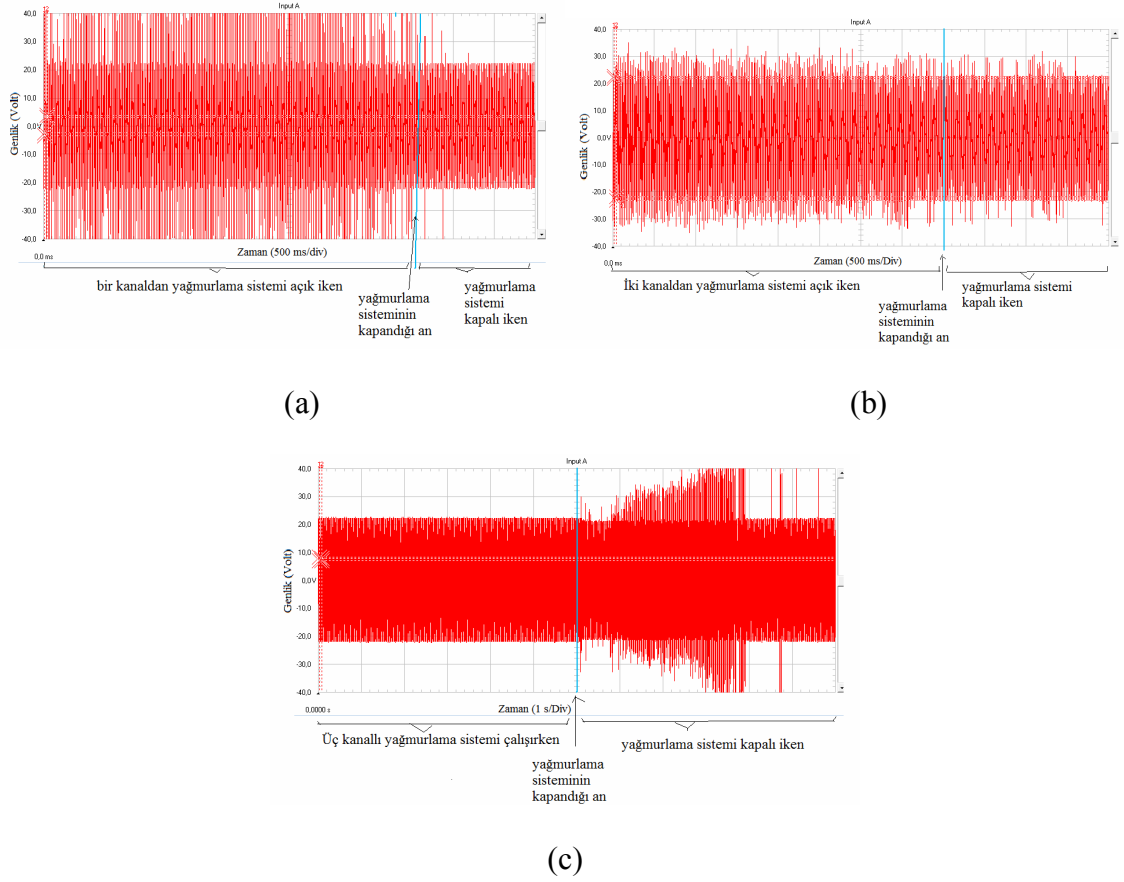 Input A
40,0
30,0
20,0
10,0
0,0V
-10,0
-20,0
-30,0
-40,0
Genlik (Volt)
0,0 ms
Zaman (500 ms/div)
bir kanaldan yağmurlama sistemi açık iken
yağmurlama
sisteminin
kapandığı an
yağmurlama
sistemi
kapalı iken
(a)
Input A
40,0
30,0
20,0
10,0
0,0V
-10,0
-20,0
-30,0
-40,0
Genlik (Volt)
0,0 ms
Zaman (500 ms/Div)
İki kanaldan yağmurlama sistemi açık iken
yağmurlama
sisteminin
kapandığı an
yağmurlama sistemi
kapalı iken
(b)
Input A
40,0
30,0
20,0
10,0
0,0V
-10,0
-20,0
-30,0
-40,0
Genlik (Volt)
0,0000 s
Zaman (1 s/Div)
Üç kanallı yağmurlama sistemi çalışırken
yağmurlama
sisteminin
kapandığı an
yağmurlama sistemi kapalı iken
(c)